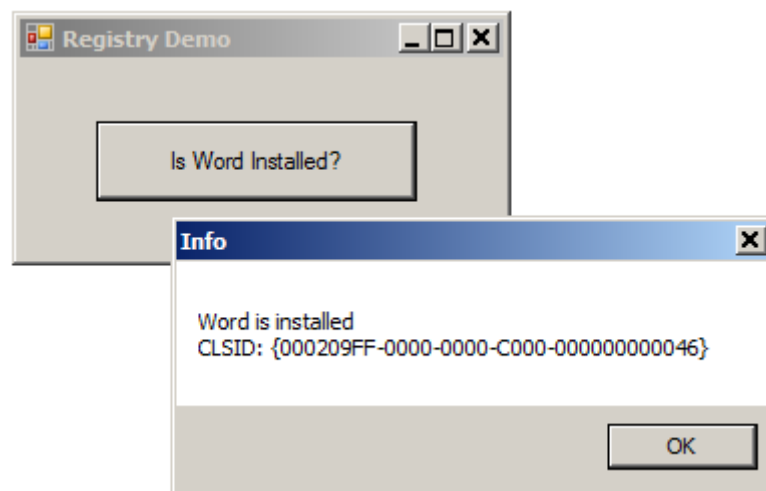 Registry Demo
Is Word Installed?
Info
Word is installed
CLSID: {000209FF-0000-0000-C000-000000000046}
OK